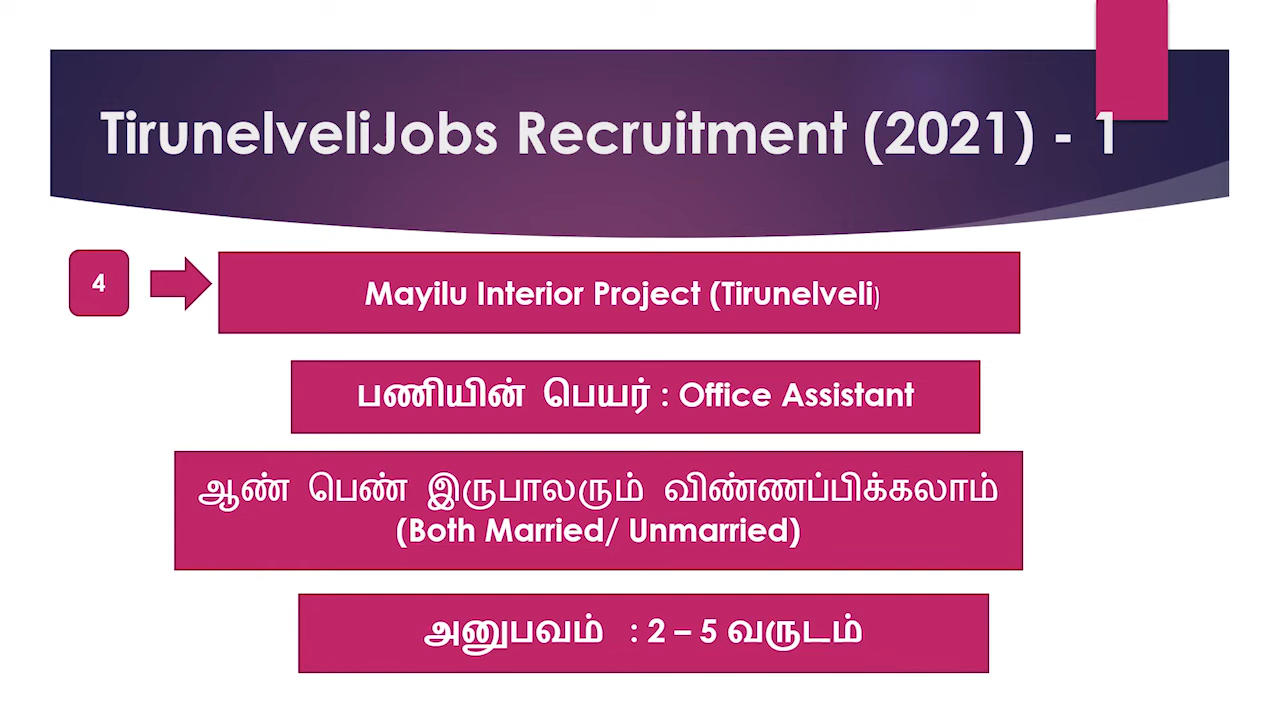 TirunelveliJobs Recruitment (2021) - 1
4
Mayilu Interior Project (Tirunelveli)
பணியின் பெயர் : Office Assistant
ஆண் பெண் இருபாலரும் விண்ணப்பிக்கலாம்
(Both Married/ Unmarried)
அனுபவம் : 2 – 5 வருடம்